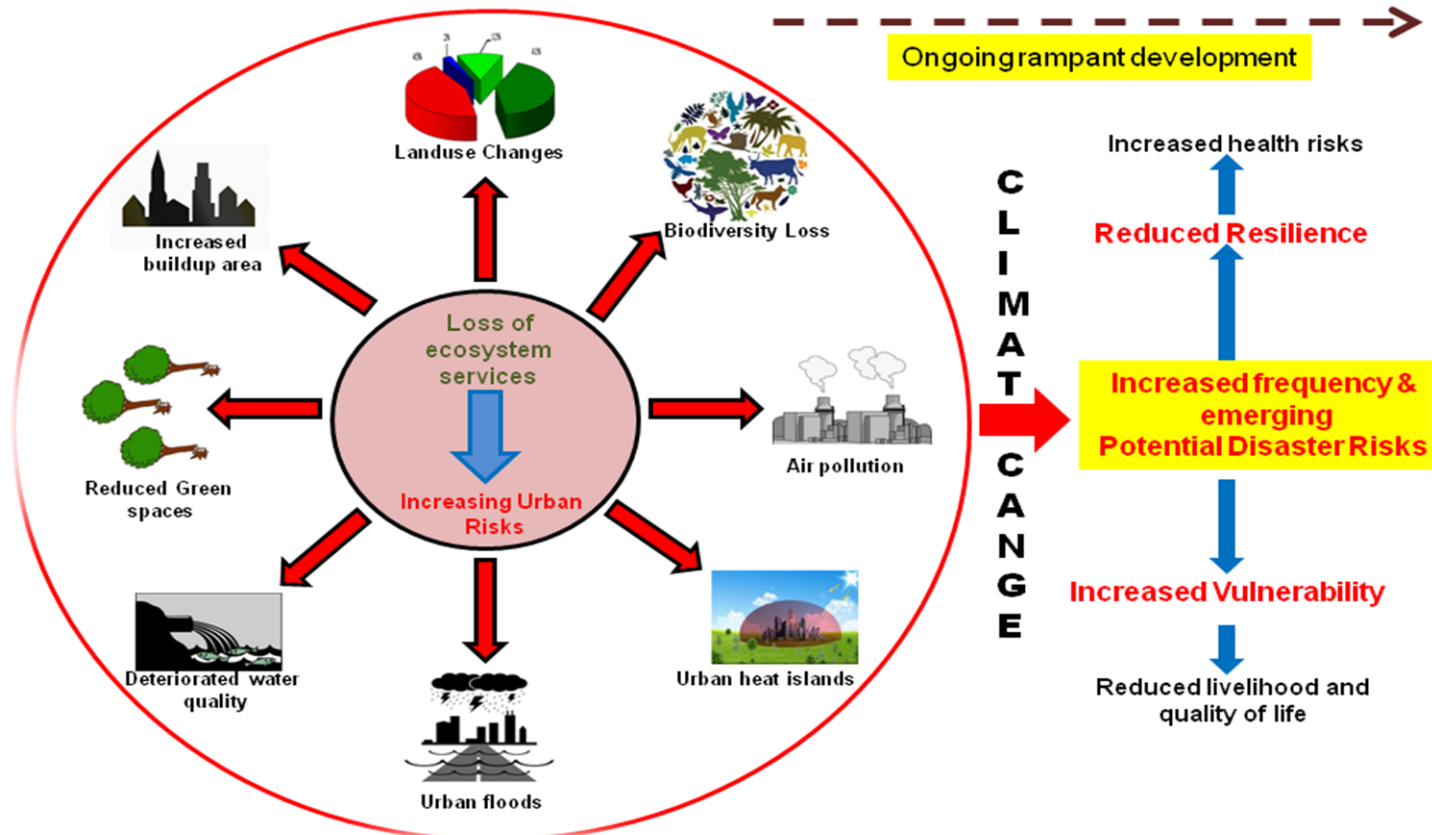 Ongoing rampant development
Landuse Changes
Biodiversity Loss
Increased
buildup area
Loss of
ecosystem
services
Increasing Urban
Risks
Reduced Green
spaces
Air pollution
Deteriorated water
quality
Urban heat islands
Urban floods
C
L
I
M
A
T
C
A
N
G
E
Increased health risks
Reduced Resilience
Increased frequency &
emerging
Potential Disaster Risks
Increased Vulnerability
Reduced livelihood and
quality of life